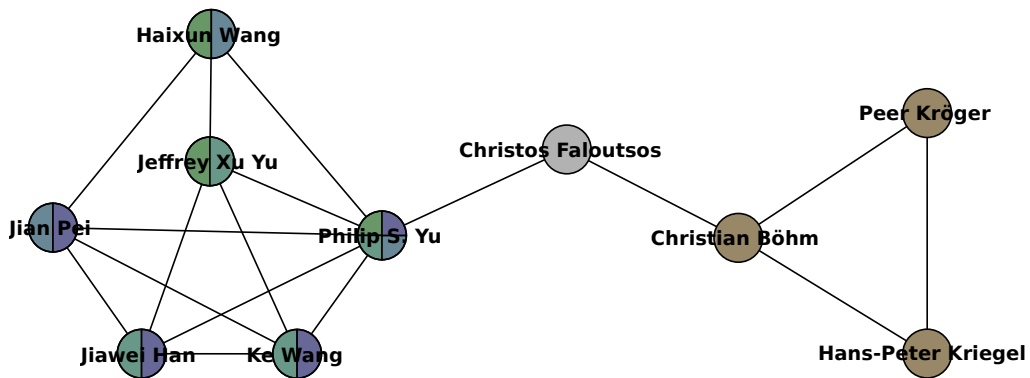 Haixun Wang
Peer Kröger
Christos Faloutsos
Jeffrey Xu Yu
Jian Pei
Philip S. Yu
Christian Böhm
Jiawei Han
Ke Wang
Hans-Peter Kriegel